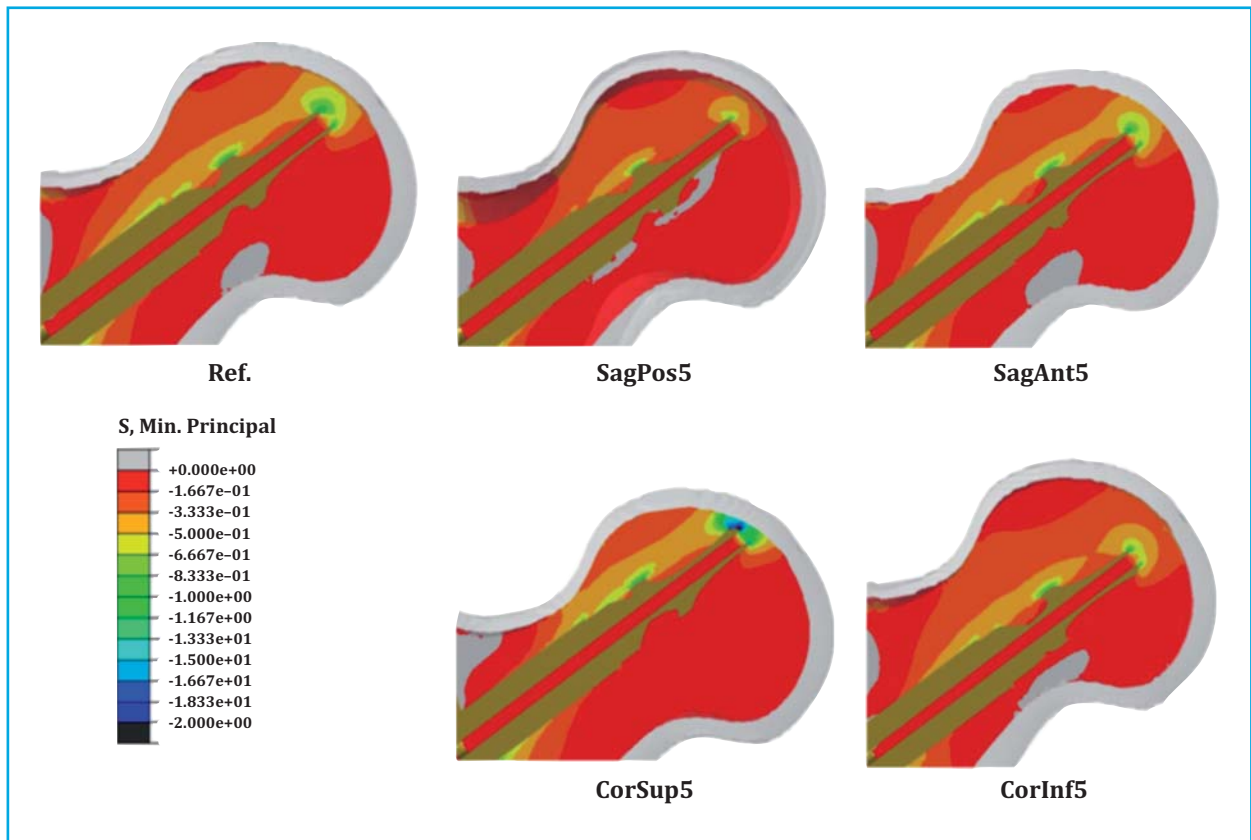 Ref.
SagPos5
SagAnt5
S, Min. Principal
+0.000e+00
-1.667e−01
-3.333e−01
-5.000e−01
-6.667e−01
-8.333e−01
-1.000e+00
-1.167e+00
-1.333e+01
-1.500e+01
-1.667e+01
-1.833e+01
-2.000e+00
CorSup5
CorInf5